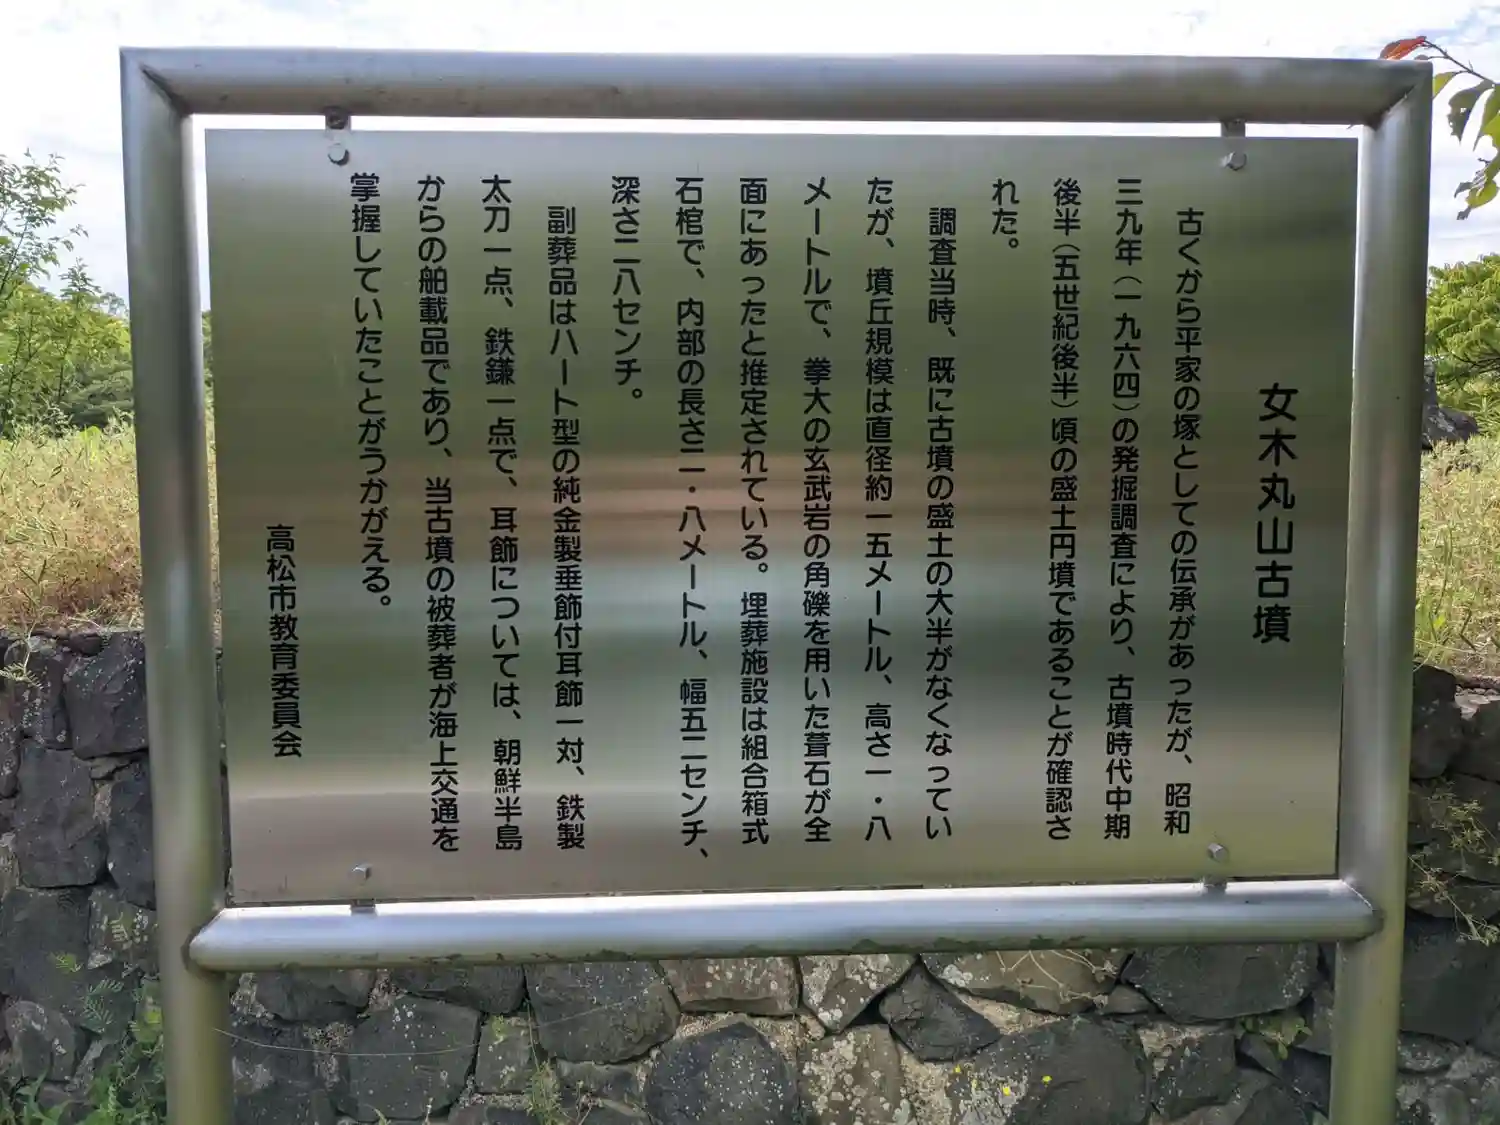 女木丸山古墳
古くから平家の塚としての伝承があったが、昭和
三九年（一九六四）の発掘調査により、古墳時代中期
後半（五世紀後半）頃の盛土円墳であることが確認さ
れた。
調査当時、既に古墳の盛土の大半がなくなってい
たが、墳丘規模は直径約一五メートル、高さ一・八
メートルで、拳大の玄武岩の角礫を用いた葺石が全
面にあったと推定されている。埋葬施設は組合箱式
石棺で、内部の長さ二・八メートル、幅五二センチ、
深さ二八センチ。
副葬品はハート型の純金製垂飾付耳飾一対、鉄製
太刀一点、鉄鎌一点で、耳飾については、朝鮮半島
からの舶載品であり、当古墳の被葬者が海上交通を
掌握していたことがうかがえる。
高松市教育委員会